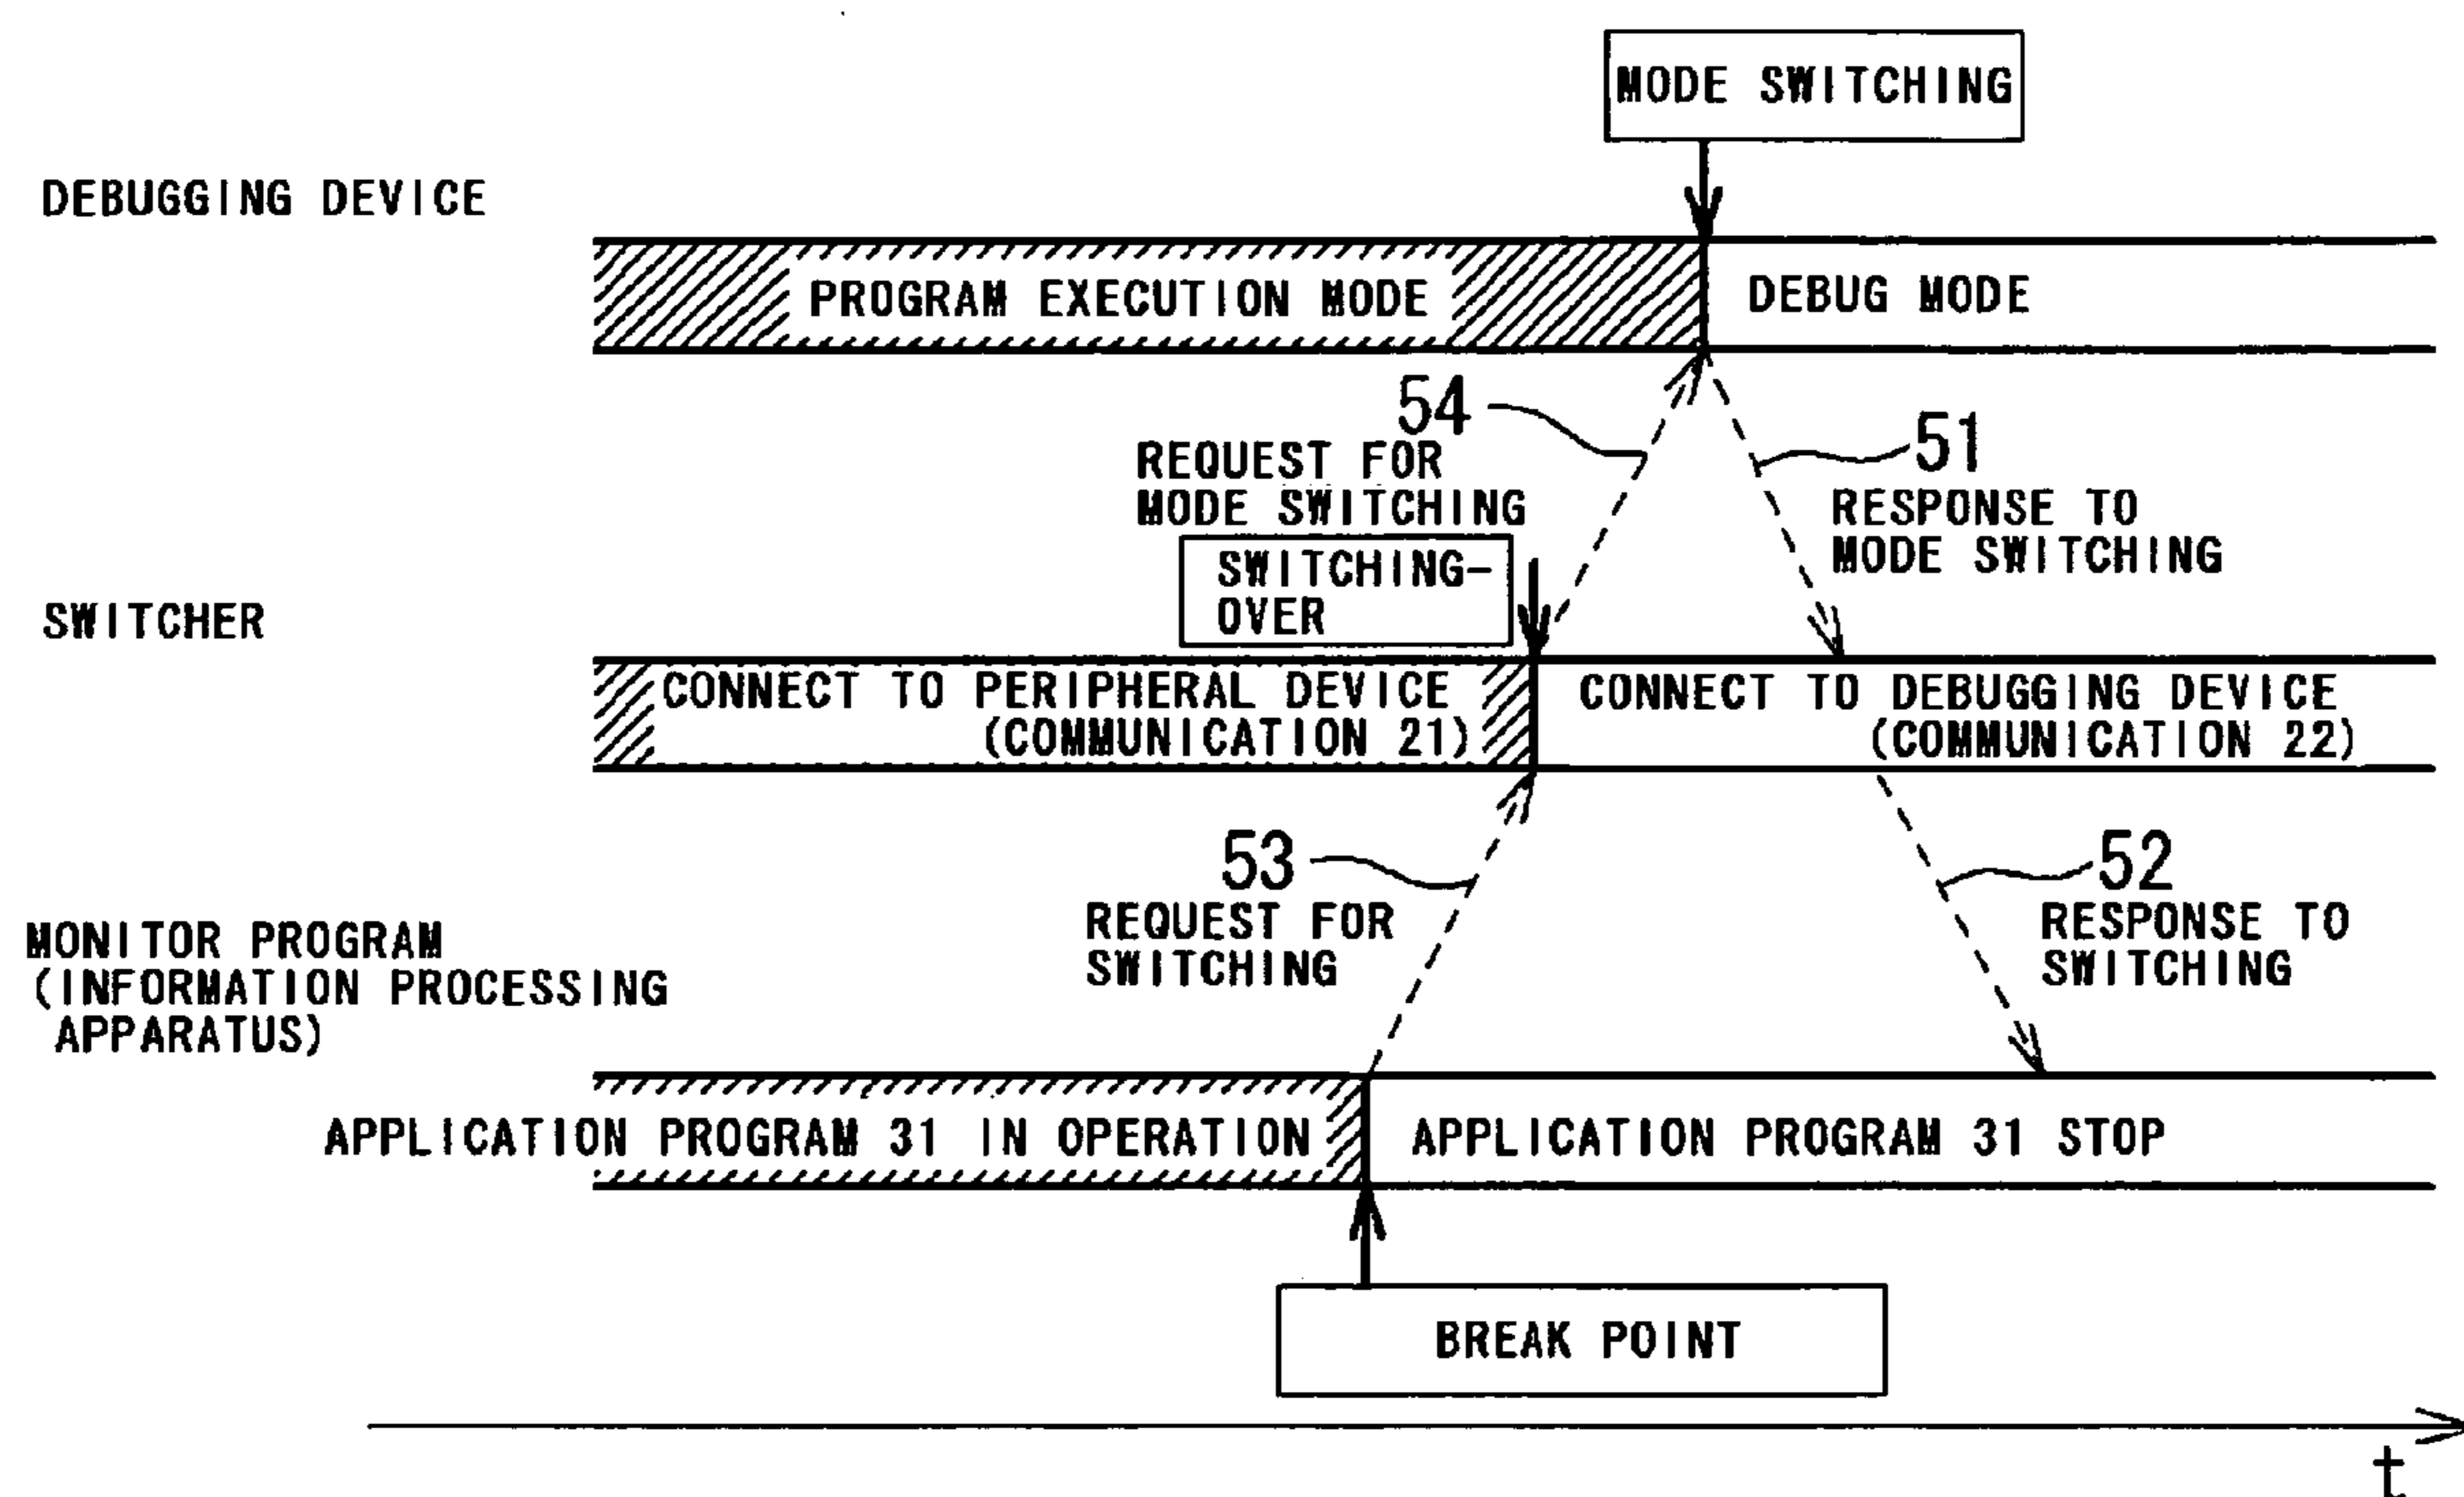 MODE SWITCHING
DEBUGGING DEVICE
PROGRAM EXECUTION MODE
DEBUG MODE
54
REQUEST FOR
MODE SWITCHING
51
RESPONSE TO
MODE SWITCHING
SWITCHING-
OVER
SWITCHER
CONNECT TO PERIPHERAL DEVICE
(COMMUNICATION 21)
CONNECT TO DEBUGGING DEVICE
(COMMUNICATION 22)
53
REQUEST FOR
SWITCHING
52
RESPONSE TO
SWITCHING
MONITOR PROGRAM
(INFORMATION PROCESSING
APPARATUS)
APPLICATION PROGRAM 31 IN OPERATION
APPLICATION PROGRAM 31 STOP
BREAK POINT
t